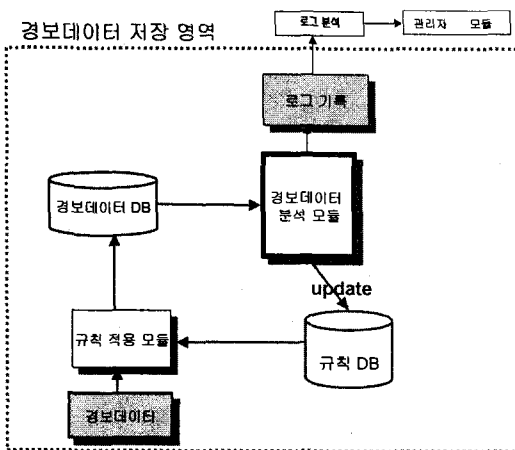 경보데이터 저장 영역
로그 분석
관리자 모듈
로그 기록
경보데이터 DB
경보데이터
분석 모듈
update
규칙 적용 모듈
규칙 DB
경보데이터